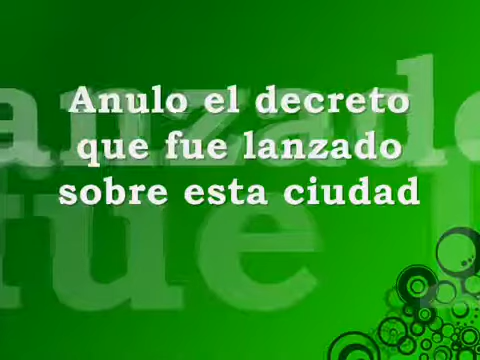 Anulo el decreto
que fue lanzado
sobre esta ciudad